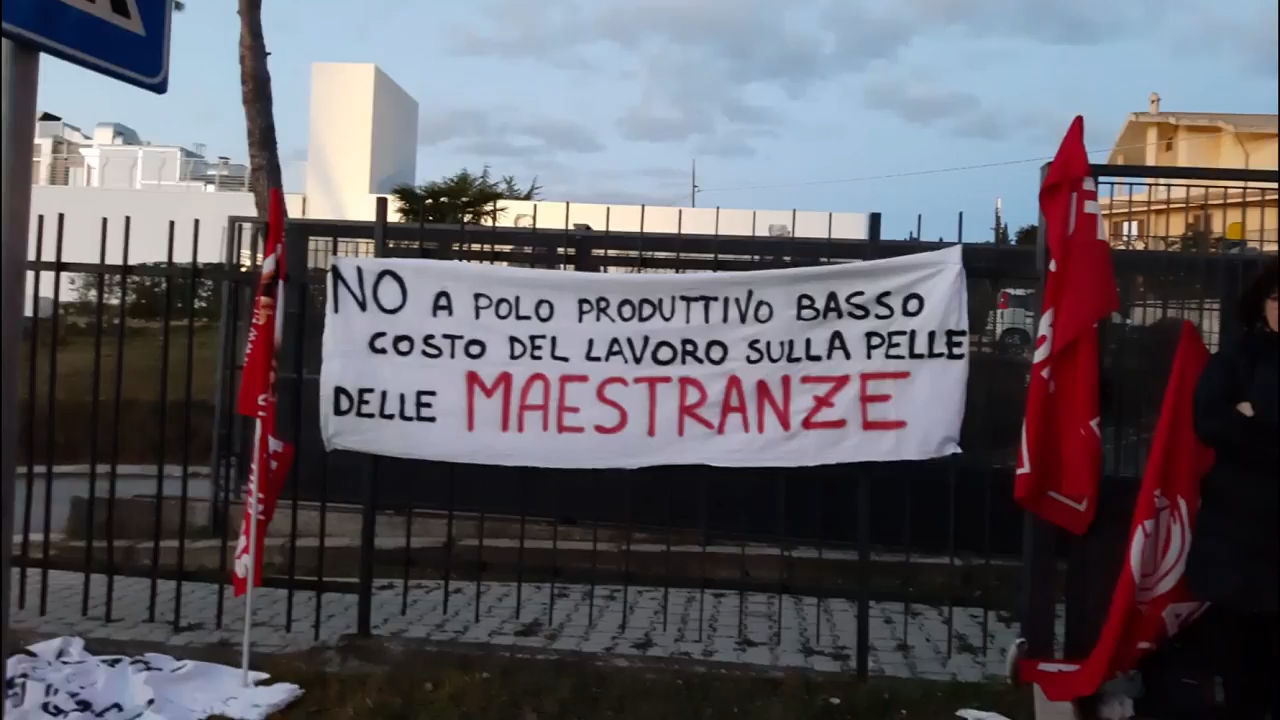 NO A POLO PRODUTTIVO BASSO
COSTO DEL LAVORO SULLA PELLE
DELLE MAESTRANZE